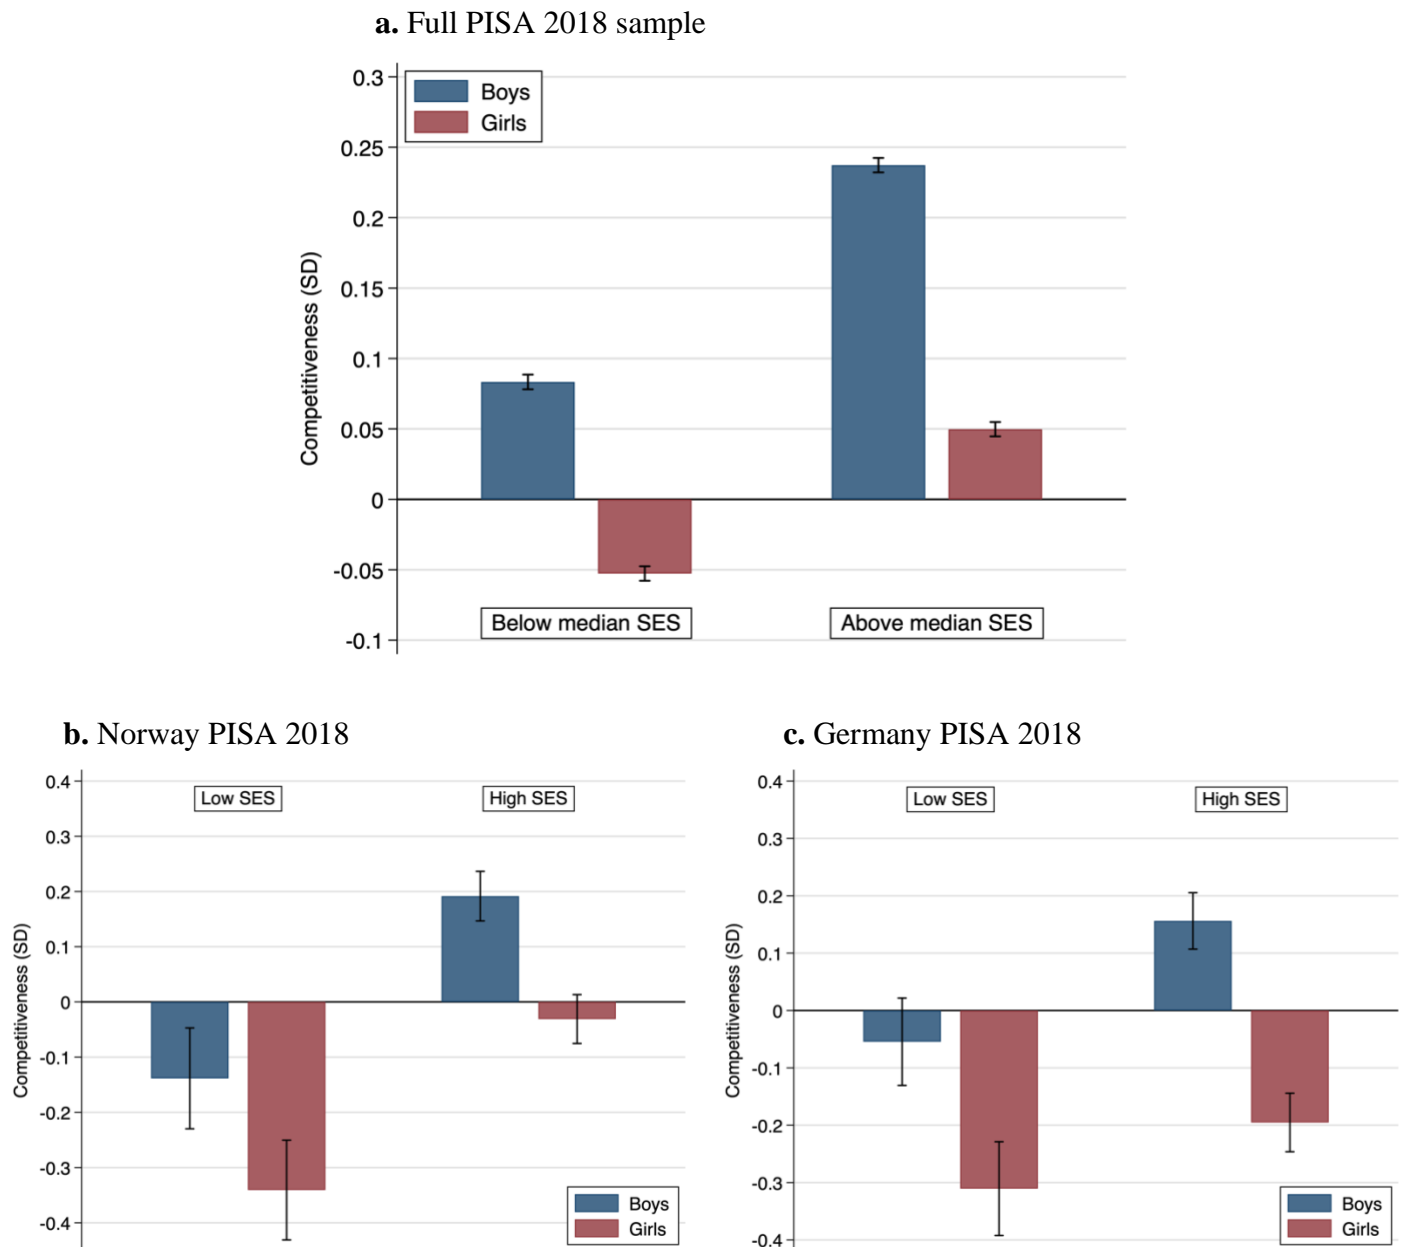 a. Full PISA 2018 sample
0.3
0.25
0.2
0.15
0.1
0.05
0
-0.05
-0.1
Competitiveness (SD)
Boys
Girls
Below median SES
Above median SES
b. Norway PISA 2018
0.4
0.3
0.2
0.1
0
-0.1
-0.2
-0.3
-0.4
Competitiveness (SD)
Low SES
High SES
Boys
Girls
c. Germany PISA 2018
0.4
0.3
0.2
0.1
0
-0.1
-0.2
-0.3
-0.4
Competitiveness (SD)
Low SES
High SES
Boys
Girls